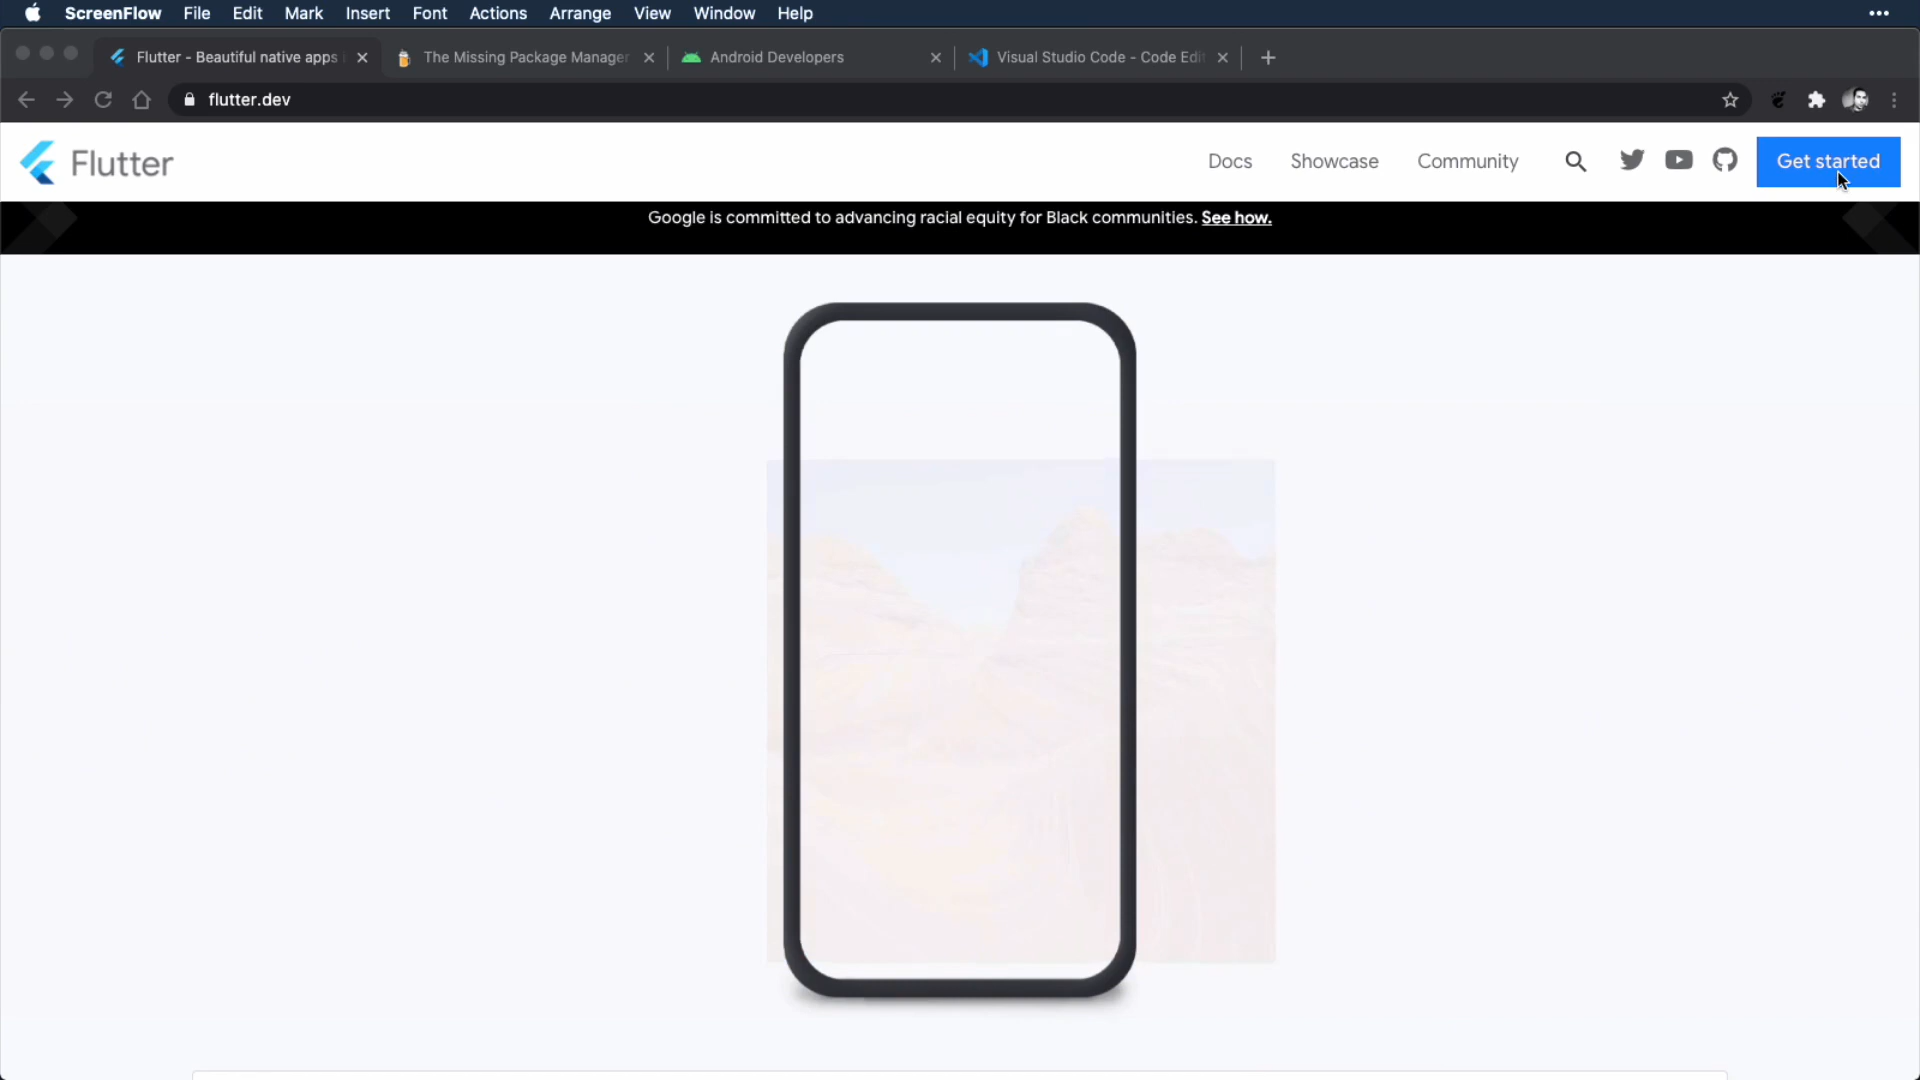 ScreenFlow File Edit Mark Insert Font Actions Arrange View Window Help
Flutter - Beautiful native apps The Missing Package Manager Android Developers Visual Studio Code - Code Edit
flutter.dev
Flutter Docs Showcase Community Get started
Google is committed to advancing racial equity for Black communities. See how.